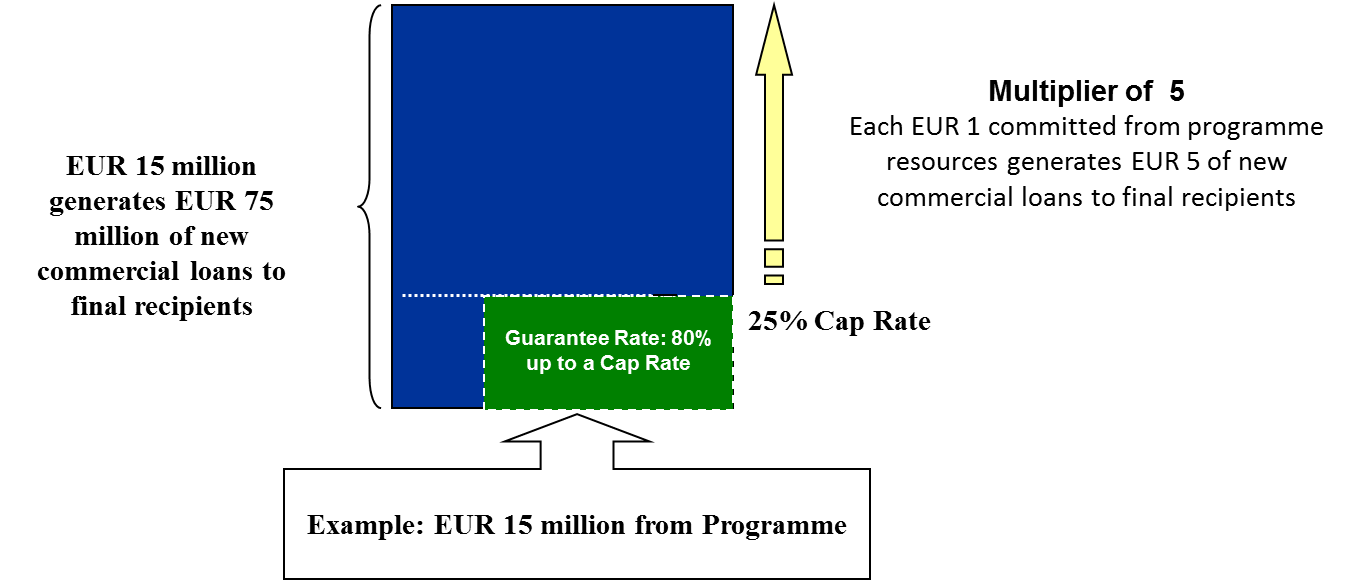 EUR 15 million
generates EUR 75
million of new
commercial loans to
final recipients
Multiplier of 5
Each EUR 1 committed from programme
resources generates EUR 5 of new
commercial loans to final recipients
25% Cap Rate
Guarantee Rate: 80%
up to a Cap Rate
Example: EUR 15 million from Programme